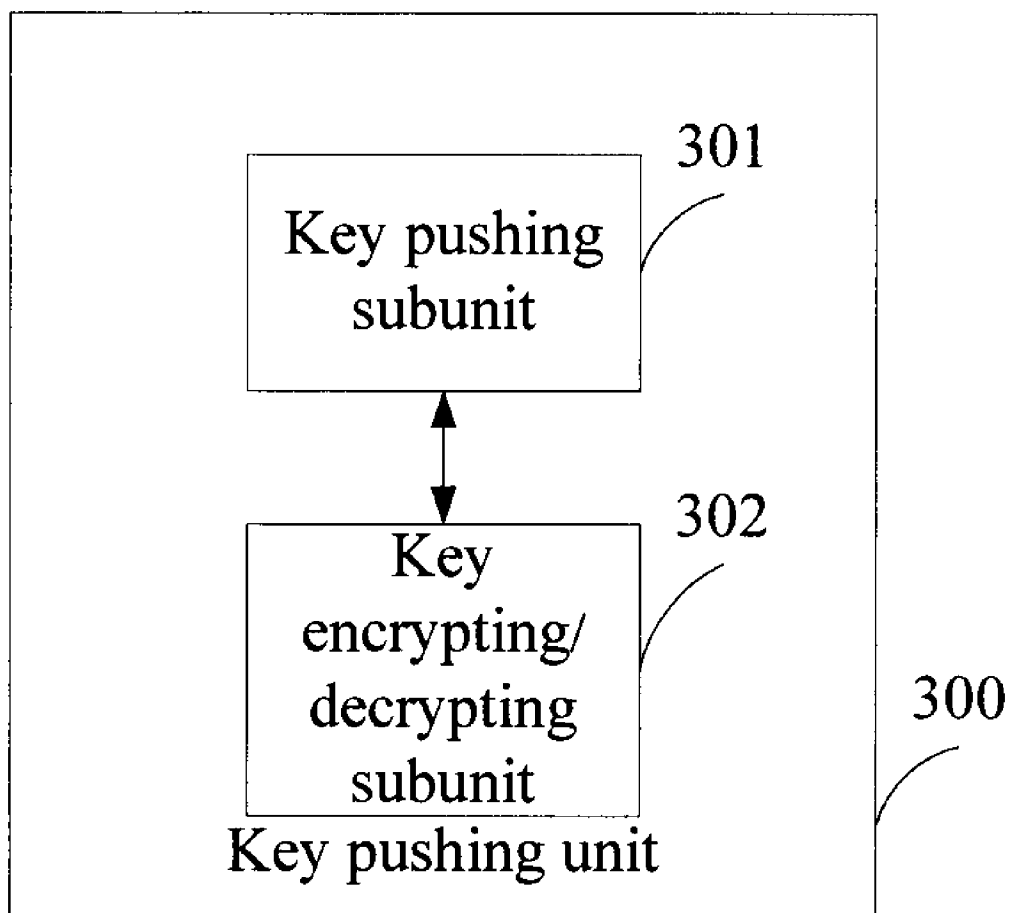 301
Key pushing
subunit
302
Key
encrypting/
decrypting
subunit
300
Key pushing unit